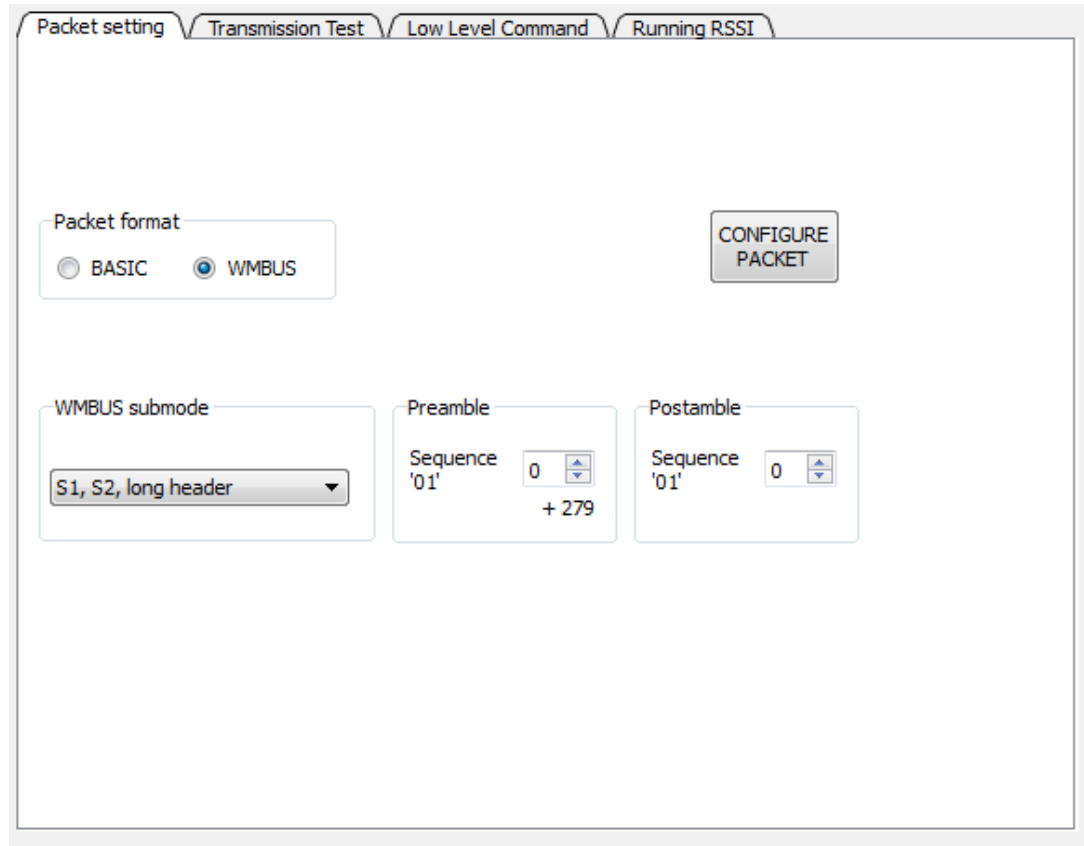 Packet setting
Transmission Test
Low Level Command
Running RSSI
Packet format
BASIC
WMBUS
CONFIGURE
PACKET
WMBUS submode
S1, S2, long header
Preamble
Sequence
'01'
0
+ 279
Postamble
Sequence
'01'
0